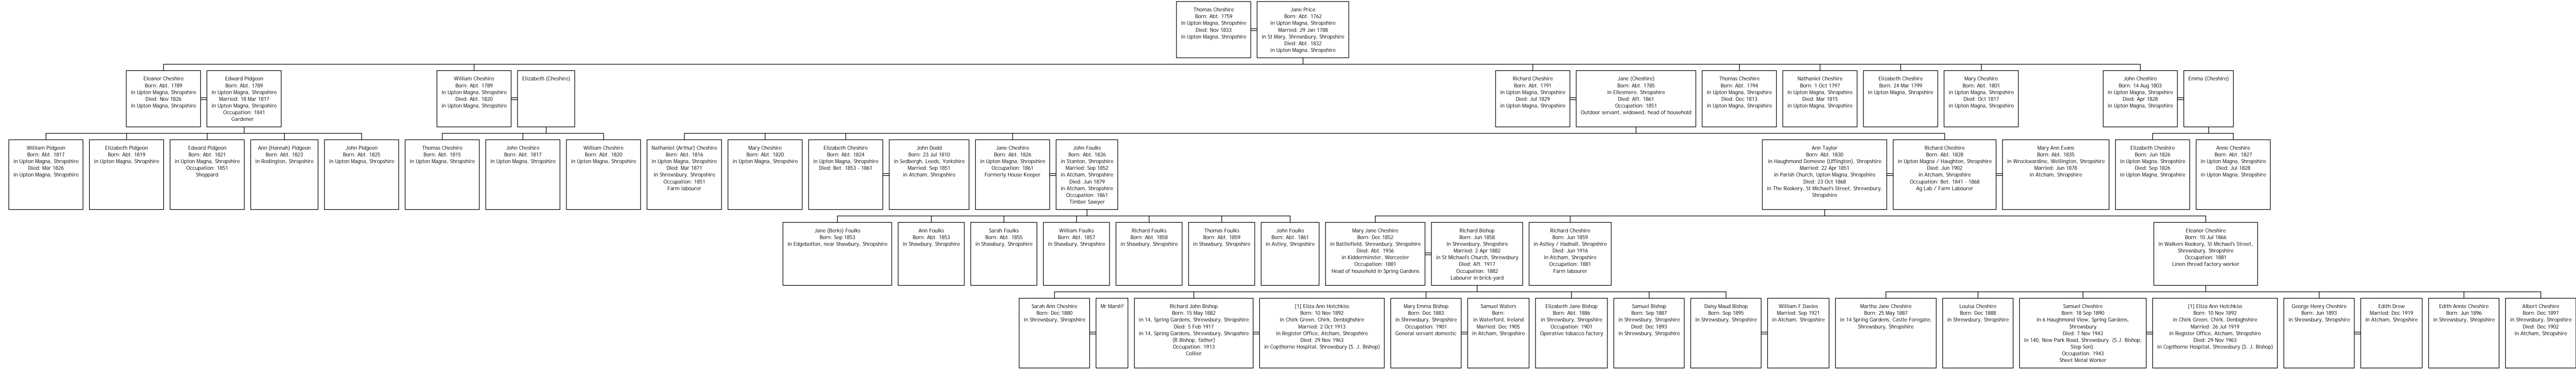 Thomas Cheshire
Born: Abt. 1759
in Upton Magna, Shropshire
Died: Nov 1833
in Upton Magna, Shropshire
Jane Price
Born: Abt. 1762
in Upton Magna, Shropshire
Married: 29 Jan 1788
in St Mary, Shrewsbury, Shropshire
Died: Abt. 1832
in Upton Magna, Shropshire
Eleanor Cheshire
Born: Abt. 1789
in Upton Magna, Shropshire
Died: Nov 1826
in Upton Magna, Shropshire
Edward Pidgeon
Born: Abt. 1789
in Upton Magna, Shropshire
Married: 18 Mar 1817
in Upton Magna, Shropshire
Occupation: 1841
Gardener
William Cheshire
Born: Abt. 1789
in Upton Magna, Shropshire
Died: Abt. 1820
in Upton Magna, Shropshire
Elizabeth (Cheshire)
Richard Cheshire
Born: Abt. 1791
in Upton Magna, Shropshire
Died: Jul 1829
in Upton Magna, Shropshire
Jane (Cheshire)
Born: Abt. 1785
in Ellesmere, Shropshire
Died: Aft. 1861
Occupation: 1851
Outdoor servant, widowed, head of household
Thomas Cheshire
Born: Abt. 1794
in Upton Magna, Shropshire
Died: Dec 1813
in Upton Magna, Shropshire
Nathaniel Cheshire
Born: 1 Oct 1797
in Upton Magna, Shropshire
Died: Mar 1815
in Upton Magna, Shropshire
Elizabeth Cheshire
Born: 24 Mar 1799
in Upton Magna, Shropshire
Mary Cheshire
Born: Abt. 1801
in Upton Magna, Shropshire
Died: Oct 1817
in Upton Magna, Shropshire
John Cheshire
Born: 14 Aug 1803
in Upton Magna, Shropshire
Died: Apr 1828
in Upton Magna, Shropshire
Emma (Cheshire)
William Pidgeon
Born: Abt. 1817
in Upton Magna, Shropshire
Died: Mar 1826
in Upton Magna, Shropshire
Elizabeth Pidgeon
Born: Abt. 1819
in Upton Magna, Shropshire
Edward Pidgeon
Born: Abt. 1821
in Upton Magna, Shropshire
Occupation: 1851
Sheppard
Ann (Hannah) Pidgeon
Born: Abt. 1823
in Rodington, Shropshire
John Pidgeon
Born: Abt. 1825
in Upton Magna, Shropshire
Thomas Cheshire
Born: Abt. 1815
in Upton Magna, Shropshire
John Cheshire
Born: Abt. 1817
in Upton Magna, Shropshire
William Cheshire
Born: Abt. 1820
in Upton Magna, Shropshire
Nathaniel (Arthur) Cheshire
Born: Abt. 1816
in Upton Magna, Shropshire
Died: Mar 1871
in Shrewsbury, Shropshire
Occupation: 1851
Farm labourer
Mary Cheshire
Born: Abt. 1820
in Upton Magna, Shropshire
Elizabeth Cheshire
Born: Abt. 1824
in Upton Magna, Shropshire
Died: Bet. 1853 - 1861
John Dodd
Born: 23 Jul 1810
in Sedborgh, Leeds, Yorkshire
Married: Sep 1851
in Atcham, Shropshire
Jane Cheshire
Born: Abt. 1826
in Upton Magna, Shropshire
Occupation: 1861
Formerly House Keeper
John Foulks
Born: Abt. 1826
in Stanton, Shropshire
Married: Sep 1852
in Atcham, Shropshire
Died: Jun 1879
in Atcham, Shropshire
Occupation: 1861
Timber Sawyer
Ann Taylor
Born: Abt. 1830
in Haughmond Demesne (Uffington), Shropshire
Married: 22 Apr 1851
in Parish Church, Upton Magna, Shropshire
Died: 23 Oct 1868
in The Rookery, St Michael's Street, Shrewsbury,
Shropshire
Richard Cheshire
Born: Abt. 1828
in Upton Magna / Haughton, Shropshire
Died: Jun 1902
in Atcham, Shropshire
Occupation: Bet. 1841 - 1868
Ag Lab / Farm Labourer
Mary Ann Evans
Born: Abt. 1835
in Wrockwardine, Wellington, Shropshire
Married: Jun 1878
in Atcham, Shropshire
Elizabeth Cheshire
Born: Jun 1826
in Upton Magna, Shropshire
Died: Sep 1826
in Upton Magna, Shropshire
Anne Cheshire
Born: Abt. 1827
in Upton Magna, Shropshire
Died: Jul 1828
in Upton Magna, Shropshire
Jane (Berks) Foulks
Born: Sep 1853
in Edgebolton, near Shawbury, Shropshire
Ann Foulks
Born: Abt. 1853
in Shawbury, Shropshire
Sarah Foulks
Born: Abt. 1855
in Shawbury, Shropshire
William Foulks
Born: Abt. 1857
in Shawbury, Shropshire
Richard Foulks
Born: Abt. 1858
in Shawbury, Shropshire
Thomas Foulks
Born: Abt. 1859
in Shawbury, Shropshire
John Foulks
Born: Abt. 1861
in Astley, Shropshire
Mary Jane Cheshire
Born: Dec 1852
in Battlefield, Shrewsbury, Shropshire
Died: Abt. 1936
in Kidderminster, Worcester
Occupation: 1881
Head of household in Spring Gardens
Richard Bishop
Born: Jun 1858
in Shrewsbury, Shropshire
Married: 2 Apr 1882
in St Michael's Church, Shrewsbury
Died: Aft. 1917
Occupation: 1882
Labourer in brick-yard
Richard Cheshire
Born: Jun 1859
in Astley / Hadnall, Shropshire
Died: Jun 1916
in Atcham, Shropshire
Occupation: 1881
Farm labourer
Eleanor Cheshire
Born: 10 Jul 1866
in Walkers Rookery, St Michael's Street,
Shrewsbury, Shropshire
Occupation: 1881
Linen thread factory worker
Sarah Ann Cheshire
Born: Dec 1880
in Shrewsbury, Shropshire
Mr Marsh?
Richard John Bishop
Born: 15 May 1882
in 14, Spring Gardens, Shrewsbury, Shropshire
Died: 5 Feb 1917
in 14, Spring Gardens, Shrewsbury, Shropshire
(R Bishop, father)
Occupation: 1913
Collier
[1] Eliza Ann Hotchkiss
Born: 10 Nov 1892
in Chirk Green, Chirk, Denbighshire
Married: 2 Oct 1913
in Register Office, Atcham, Shropshire
Died: 29 Nov 1963
in Copthorne Hospital, Shrewsbury (S. J. Bishop)
Mary Emma Bishop
Born: Dec 1883
in Shrewsbury, Shropshire
Occupation: 1901
General servant domestic
Samuel Waters
Born:
in Waterford, Ireland
Married: Dec 1905
in Atcham, Shropshire
Elizabeth Jane Bishop
Born: Abt. 1886
in Shrewsbury, Shropshire
Occupation: 1901
Operative tobacco factory
Samuel Bishop
Born: Sep 1887
in Shrewsbury, Shropshire
Died: Dec 1893
in Shrewsbury, Shropshire
Daisy Maud Bishop
Born: Sep 1895
in Shrewsbury, Shropshire
William F Davies
Married: Sep 1921
in Atcham, Shropshire
Martha Jane Cheshire
Born: 25 May 1887
in 14 Spring Gardens, Castle Foregate,
Shrewsbury, Shropshire
Louisa Cheshire
Born: Dec 1888
in Shrewsbury, Shropshire
Samuel Cheshire
Born: 18 Sep 1890
in 6 Haughmond View, Spring Gardens,
Shrewsbury
Died: 7 Nov 1943
in 140, New Park Road, Shrewsbury. (S.J. Bishop,
Step Son).
Occupation: 1943
Sheet Metal Worker
[1] Eliza Ann Hotchkiss
Born: 10 Nov 1892
in Chirk Green, Chirk, Denbighshire
Married: 26 Jul 1919
in Register Office, Atcham, Shropshire
Died: 29 Nov 1963
in Copthorne Hospital, Shrewsbury (S. J. Bishop)
George Henry Cheshire
Born: Jun 1893
in Shrewsbury, Shropshire
Edith Drew
Married: Dec 1919
in Atcham, Shropshire
Edith Annie Cheshire
Born: Jun 1896
in Shrewsbury, Shropshire
Albert Cheshire
Born: Dec 1897
in Shrewsbury, Shropshire
Died: Dec 1902
in Atcham, Shropshire